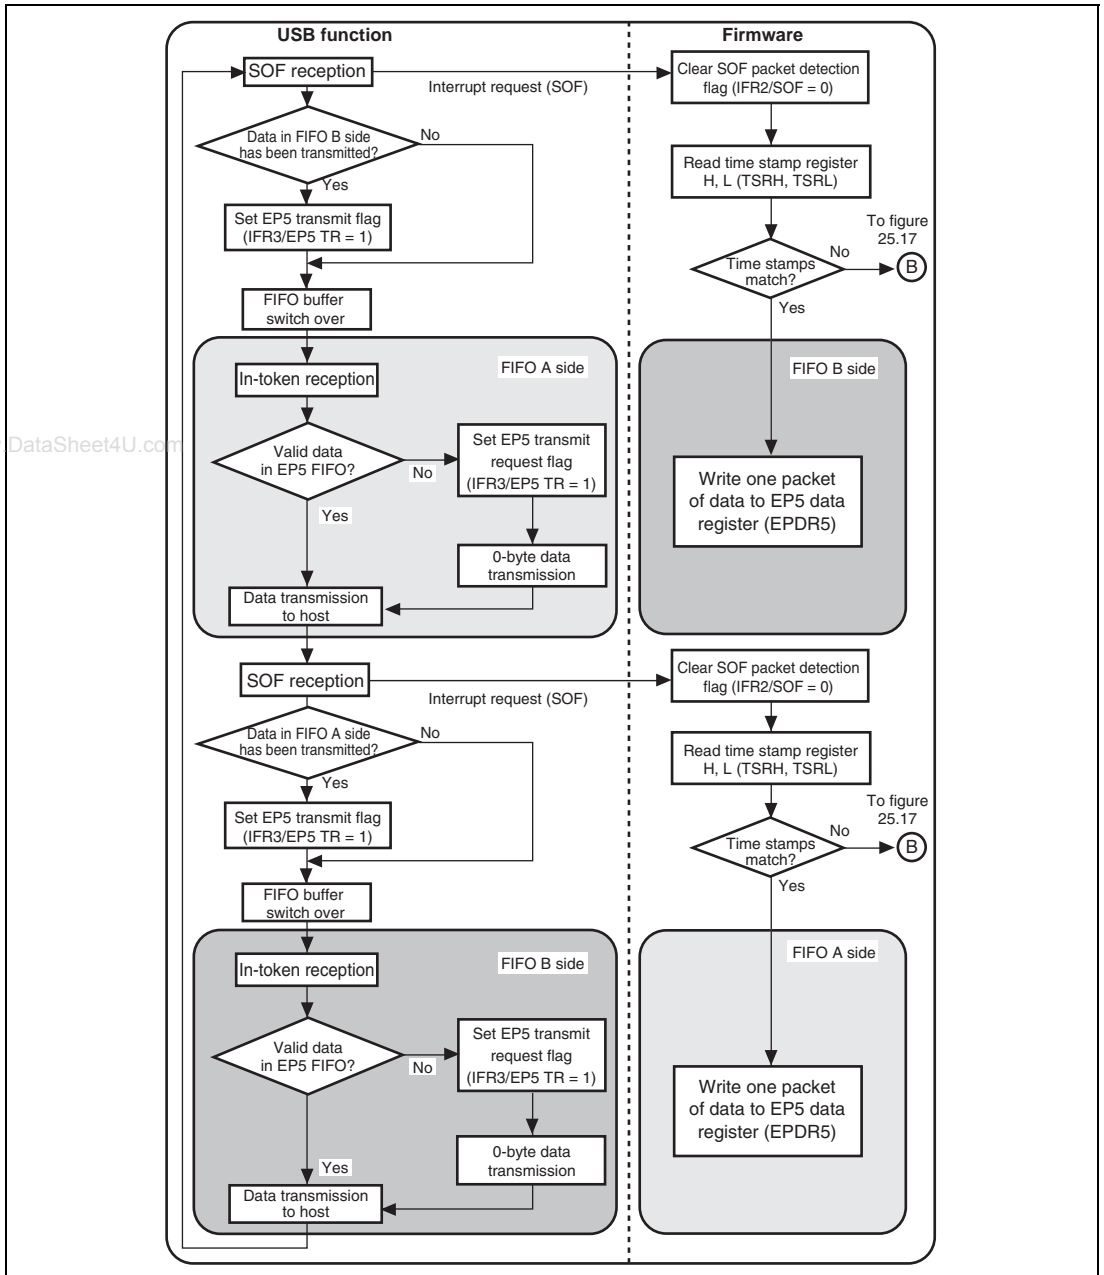 USB function
Firmware
SOF reception
Interrupt request (SOF)
Clear SOF packet detection
flag (IFR2/SOF = 0)
Data in FIFO B side
has been transmitted?
No
Yes
Read time stamp register
H, L (TSRH, TSRL)
Set EP5 transmit flag
(IFR3/EP5 TR = 1)
To figure
25.17
Time stamps
match?
No
B
Yes
FIFO buffer
switch over
FIFO A side
In-token reception
FIFO B side
www.DataSheet4U.com
Valid data
in EP5 FIFO?
No
Yes
Set EP5 transmit
request flag
(IFR3/EP5 TR = 1)
Write one packet
of data to EP5 data
register (EPDR5)
0-byte data
transmission
Data transmission
to host
SOF reception
Interrupt request (SOF)
Clear SOF packet detection
flag (IFR2/SOF = 0)
Data in FIFO A side
has been transmitted?
No
Yes
Read time stamp register
H, L (TSRH, TSRL)
Set EP5 transmit flag
(IFR3/EP5 TR = 1)
To figure
25.17
Time stamps
match?
No
B
Yes
FIFO buffer
switch over
FIFO B side
In-token reception
FIFO A side
Valid data
in EP5 FIFO?
No
Yes
Set EP5 transmit
request flag
(IFR3/EP5 TR = 1)
Write one packet
of data to EP5 data
register (EPDR5)
0-byte data
transmission
Data transmission
to host